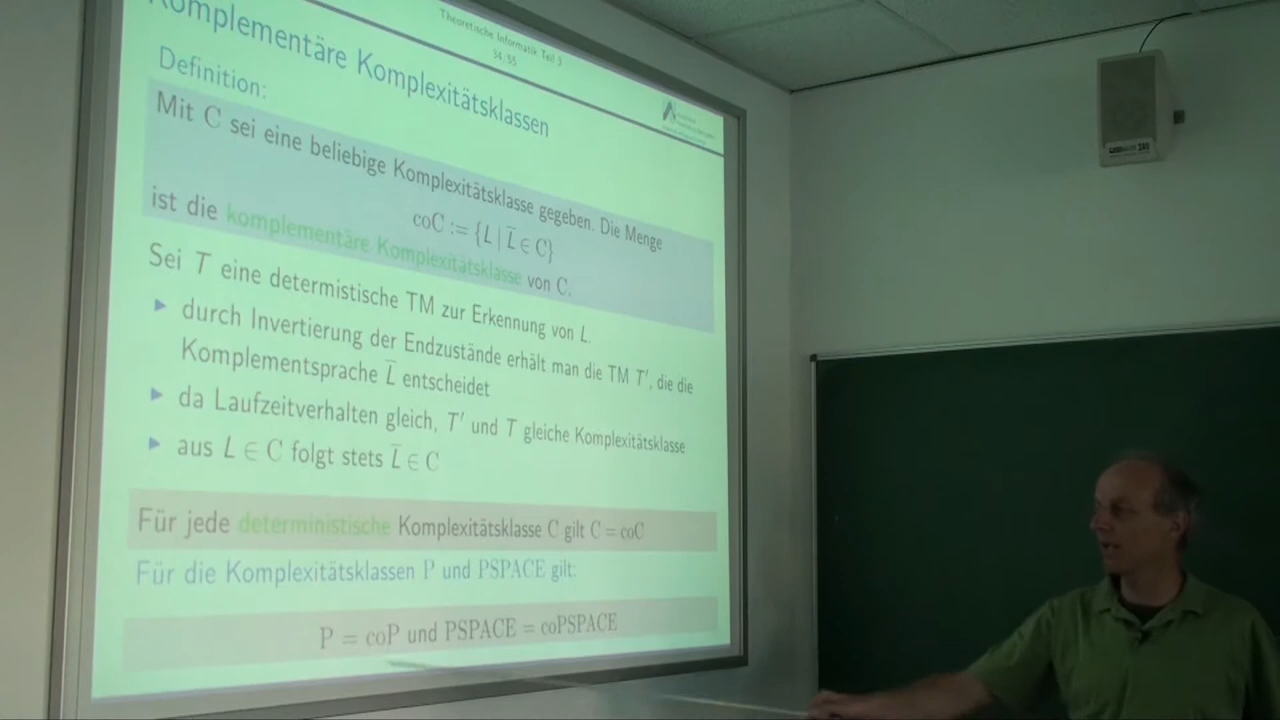 Theoretische Informatik Teil 3
34/55
Komplementäre Komplexitätsklassen
Definition:
Mit C sei eine beliebige Komplexitätsklasse gegeben. Die Menge
coC := {L | L̅ ∈ C}
ist die komplementäre Komplexitätsklasse von C.
Sei T eine determistische TM zur Erkennung von L.
▶ durch Invertierung der Endzustände erhält man die TM T′, die die
Komplementsprache L̅ entscheidet
▶ da Laufzeitverhalten gleich, T′ und T gleiche Komplexitätsklasse
▶ aus L ∈ C folgt stets L̅ ∈ C
Für jede deterministische Komplexitätsklasse C gilt C = coC
Für die Komplexitätsklassen P und PSPACE gilt:
P = coP und PSPACE = coPSPACE